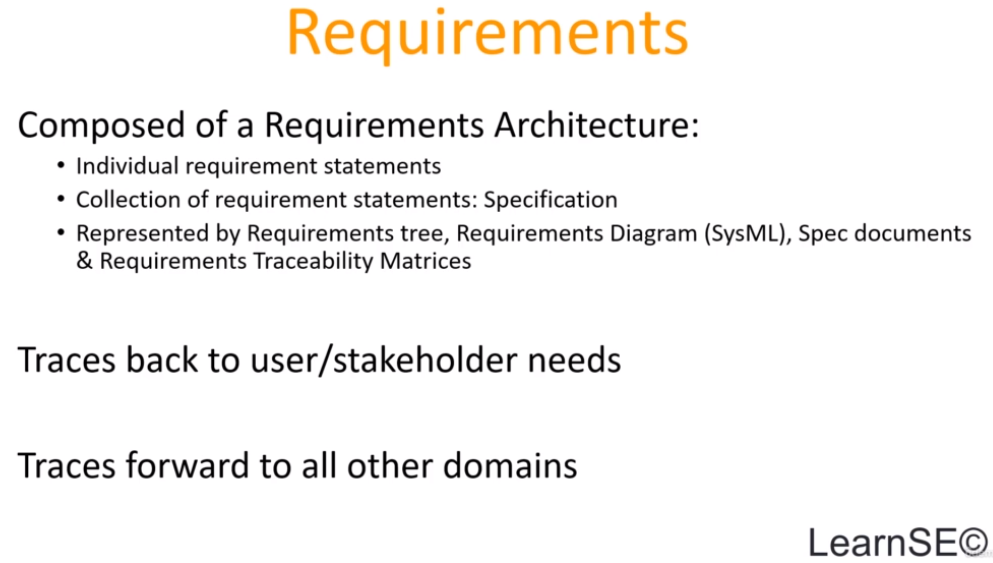 Requirements
Composed of a Requirements Architecture:
• Individual requirement statements
• Collection of requirement statements: Specification
• Represented by Requirements tree, Requirements Diagram (SysML), Spec documents
& Requirements Traceability Matrices
Traces back to user/stakeholder needs
Traces forward to all other domains
LearnSE©